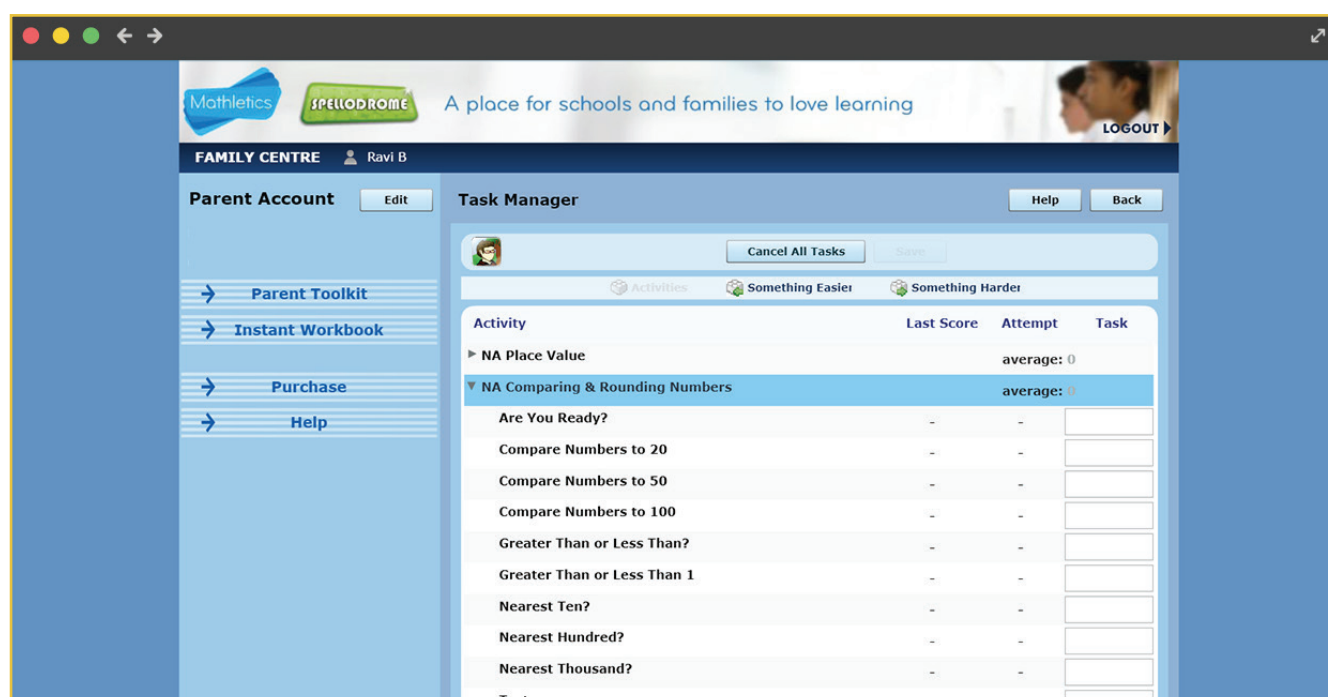 Mathletics SPELLODROME A place for schools and families to love learning
LOGOUT
FAMILY CENTRE Ravi B
Parent Account Edit
Task Manager Help Back
Cancel All Tasks Save
Parent Toolkit
Instant Workbook
Purchase
Help
Activities Something Easier Something Harder
Activity Last Score Attempt Task
NA Place Value average: 0
NA Comparing & Rounding Numbers average: 0
Are You Ready? - -
Compare Numbers to 20 - -
Compare Numbers to 50 - -
Compare Numbers to 100 - -
Greater Than or Less Than? - -
Greater Than or Less Than 1 - -
Nearest Ten? - -
Nearest Hundred? - -
Nearest Thousand? - -